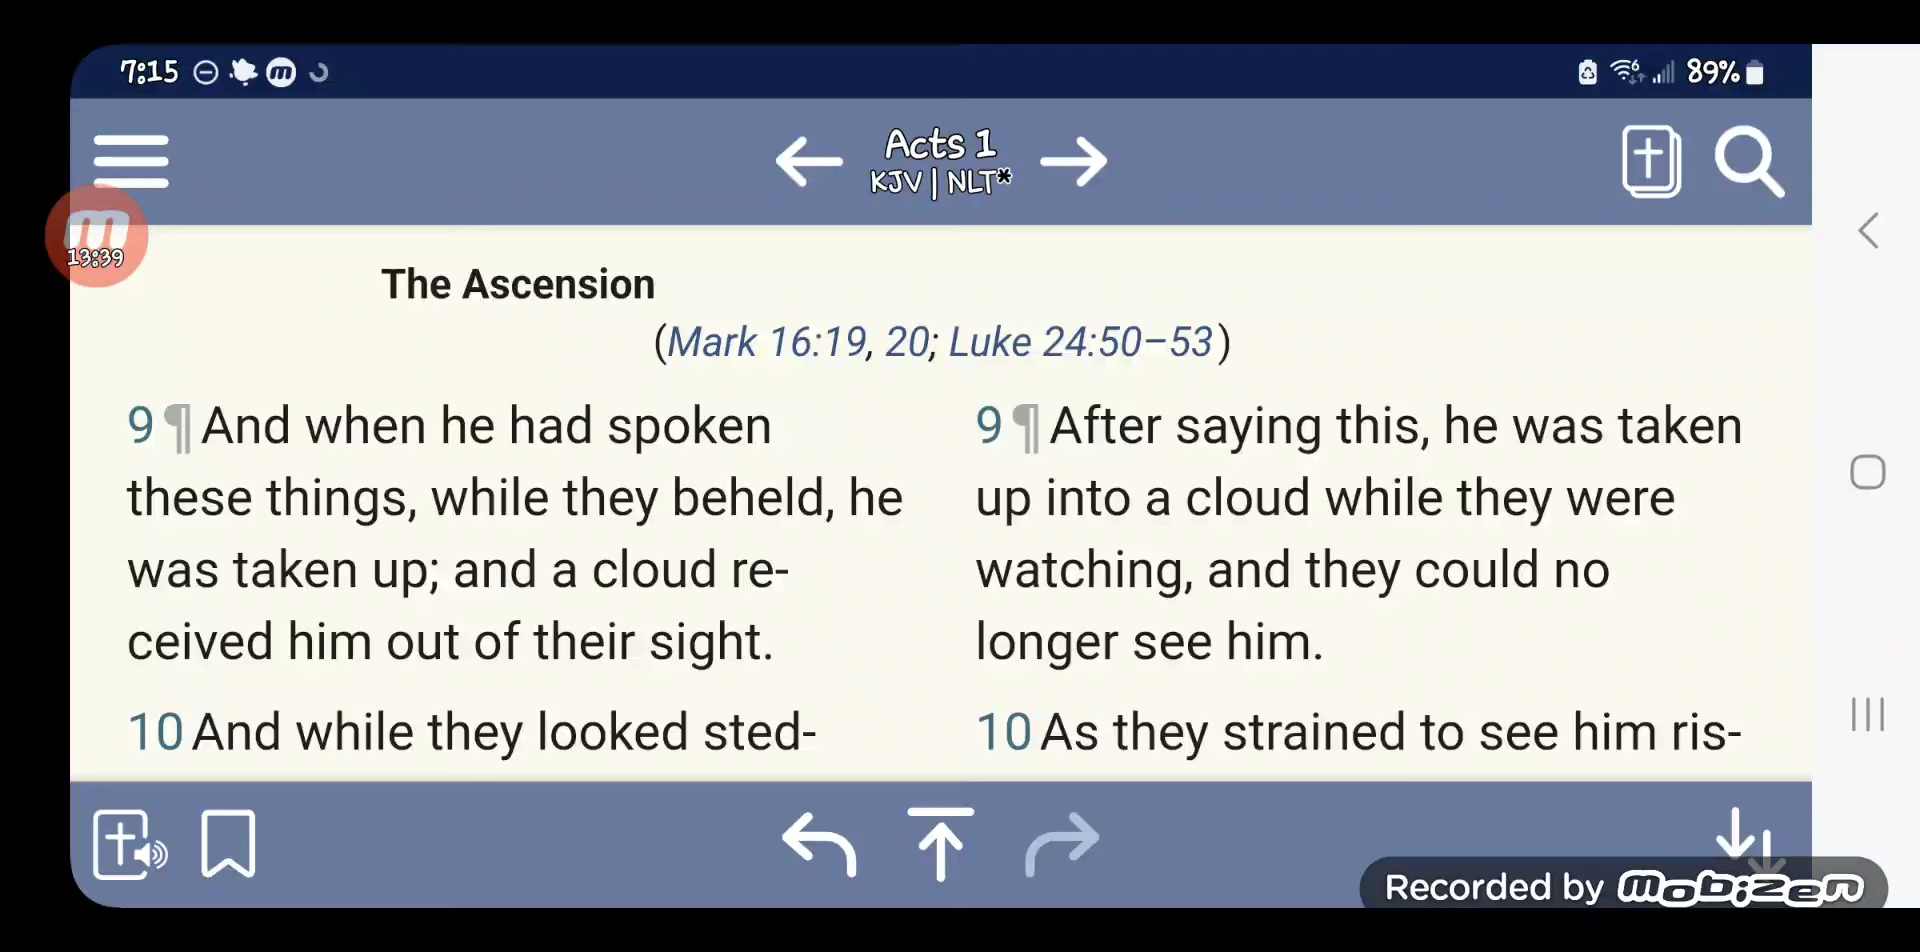 7:15
89%
Acts 1
KJV | NLT*
13:39
The Ascension
(Mark 16:19, 20; Luke 24:50–53)
9 ¶ And when he had spoken
these things, while they beheld, he
was taken up; and a cloud re-
ceived him out of their sight.
10 And while they looked sted-
9 ¶ After saying this, he was taken
up into a cloud while they were
watching, and they could no
longer see him.
10 As they strained to see him ris-
Recorded by Mobizen